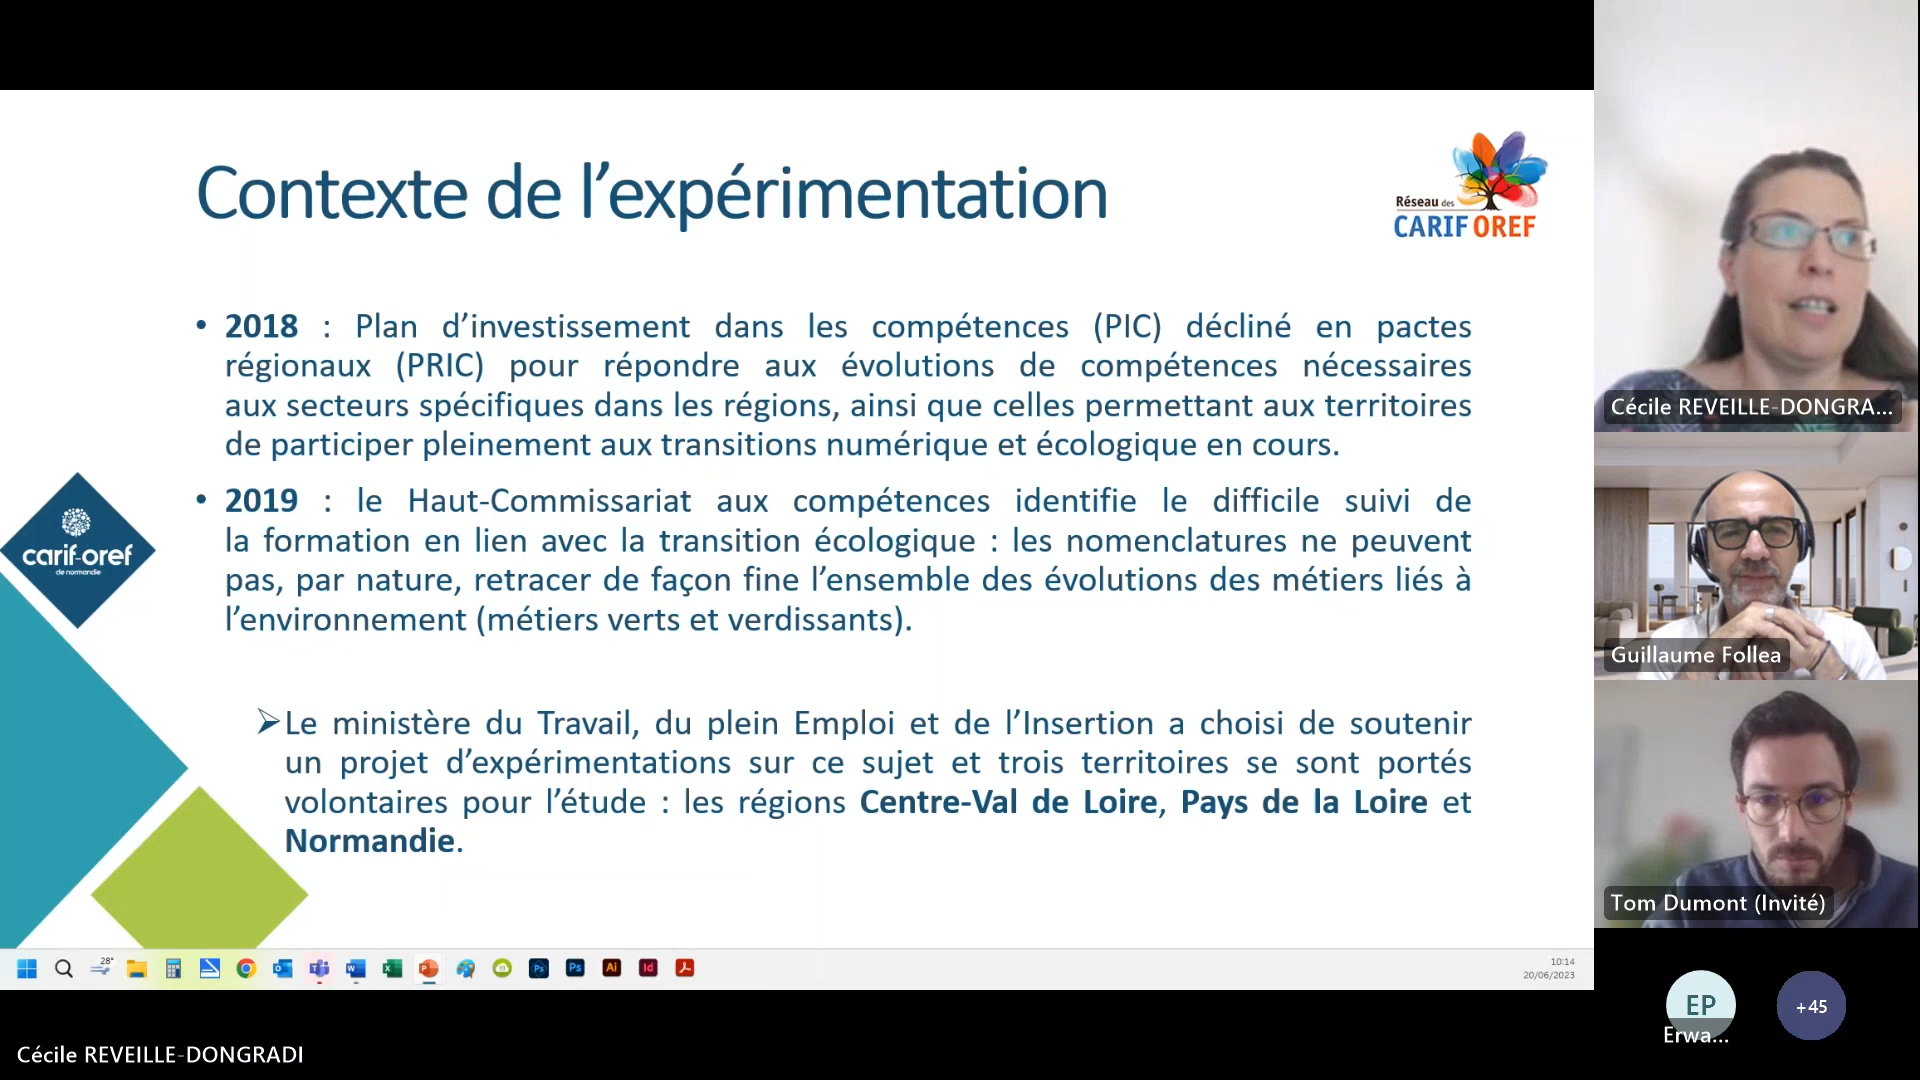 Contexte de l’expérimentation
Réseau des
CARIF OREF
• 2018 : Plan d’investissement dans les compétences (PIC) décliné en pactes
régionaux (PRIC) pour répondre aux évolutions de compétences nécessaires
aux secteurs spécifiques dans les régions, ainsi que celles permettant aux territoires
de participer pleinement aux transitions numérique et écologique en cours.
• 2019 : le Haut-Commissariat aux compétences identifie le difficile suivi de
la formation en lien avec la transition écologique : les nomenclatures ne peuvent
pas, par nature, retracer de façon fine l’ensemble des évolutions des métiers liés à
l’environnement (métiers verts et verdissants).
➢Le ministère du Travail, du plein Emploi et de l’Insertion a choisi de soutenir
un projet d’expérimentations sur ce sujet et trois territoires se sont portés
volontaires pour l’étude : les régions Centre-Val de Loire, Pays de la Loire et
Normandie.
carif-oref
de normandie
28°
Ps
Ps
Ai
Id
10:14
20/06/2023
Cécile REVEILLE-DONGRA...
Guillaume Follea
Tom Dumont (Invité)
EP
Erwa...
+45
Cécile REVEILLE-DONGRADI